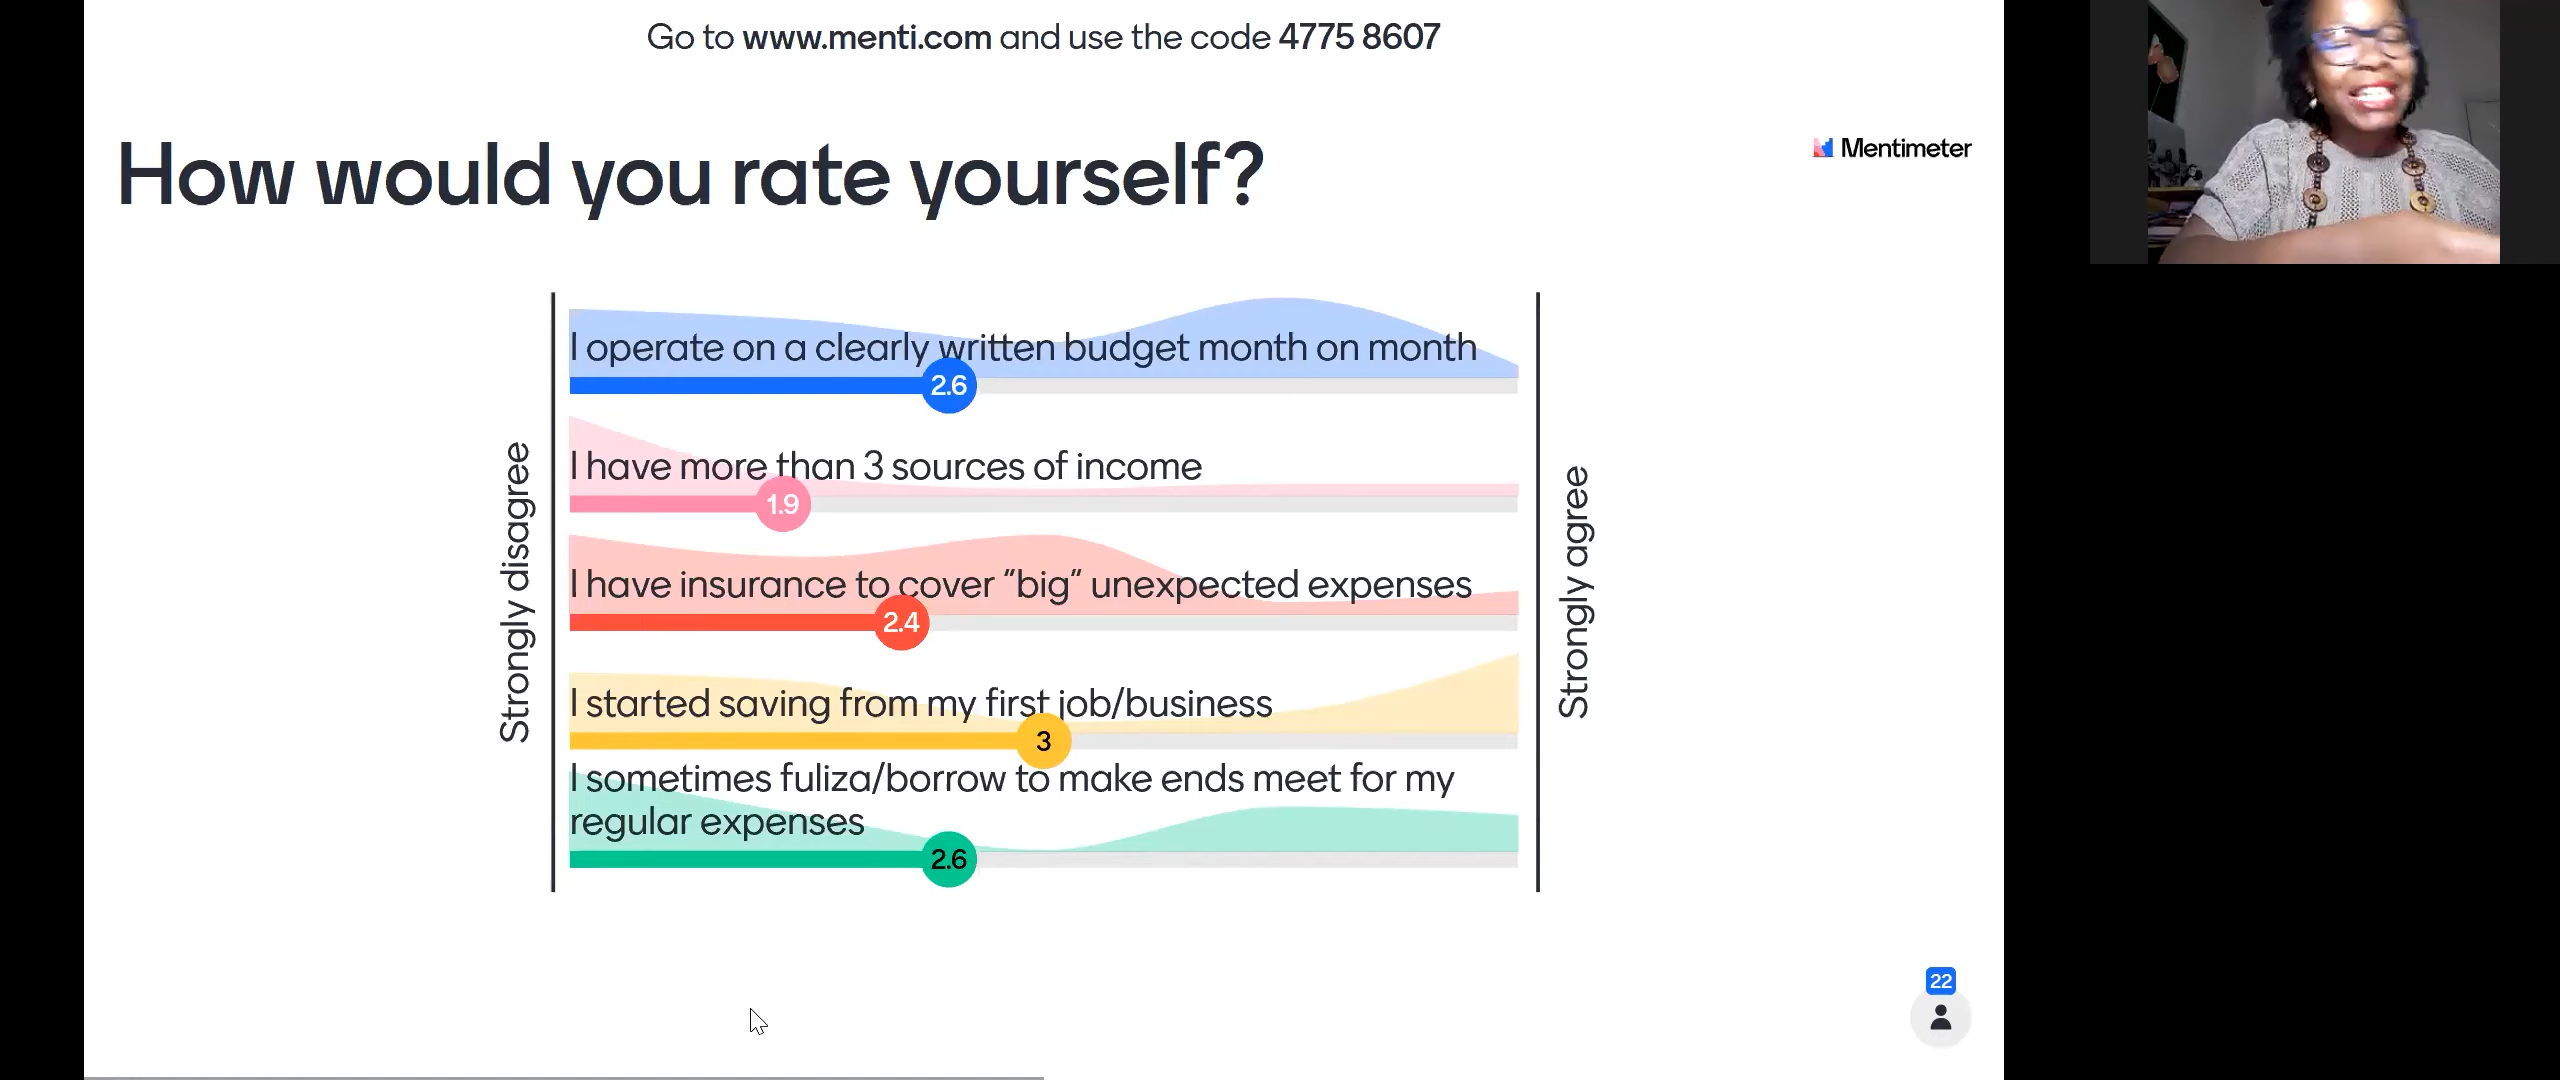 Go to www.menti.com and use the code 4775 8607
How would you rate yourself?
Mentimeter
Strongly disagree
I operate on a clearly written budget month on month
2.6
I have more than 3 sources of income
1.9
I have insurance to cover “big” unexpected expenses
2.4
I started saving from my first job/business
3
I sometimes fuliza/borrow to make ends meet for my
regular expenses
2.6
Strongly agree
22